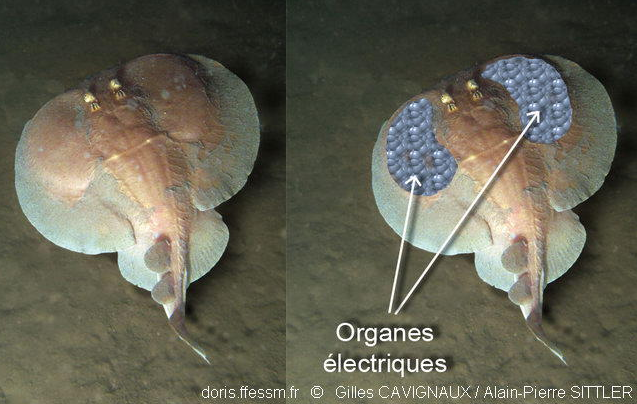 Organes
électriques
doris.ffessm.fr © Gilles CAVIGNAUX / Alain-Pierre SITTLER